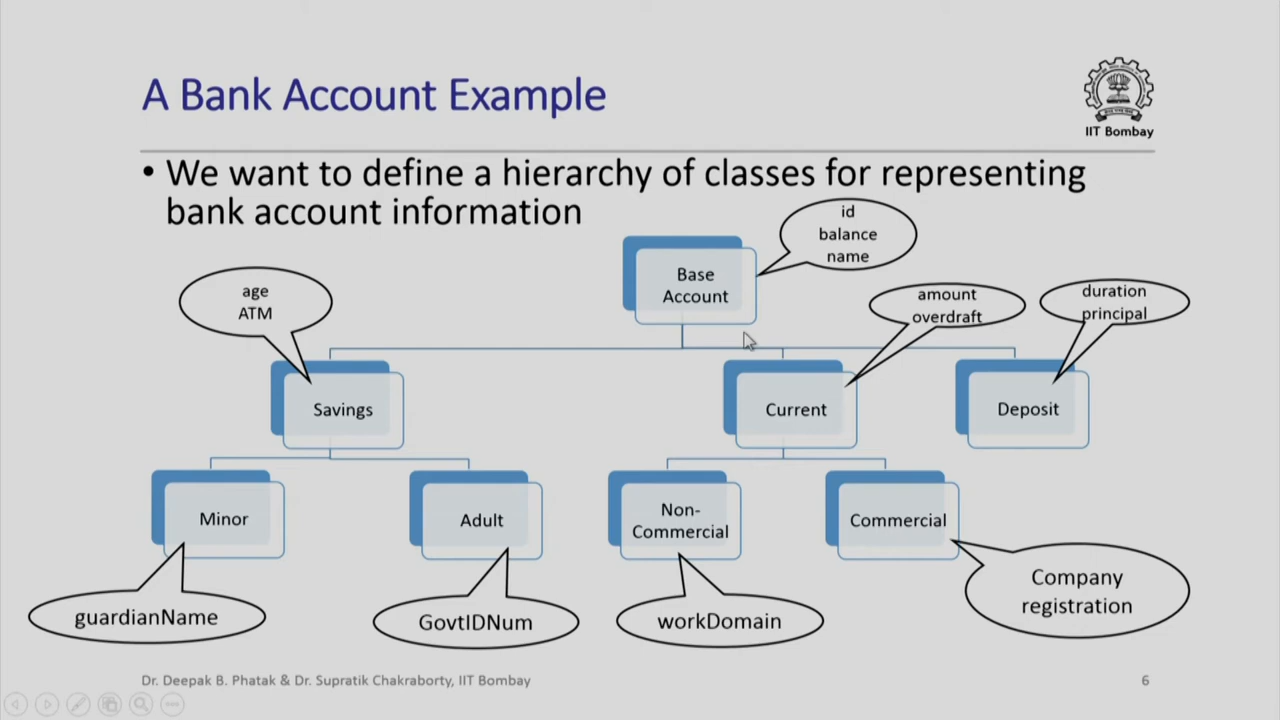 A Bank Account Example
IIT Bombay
• We want to define a hierarchy of classes for representing
bank account information
id
balance
name
Base
Account
age
ATM
amount
overdraft
duration
principal
Savings
Current
Deposit
Minor
Adult
Non-
Commercial
Commercial
guardianName
GovtIDNum
workDomain
Company
registration
Dr. Deepak B. Phatak & Dr. Supratik Chakraborty, IIT Bombay
6